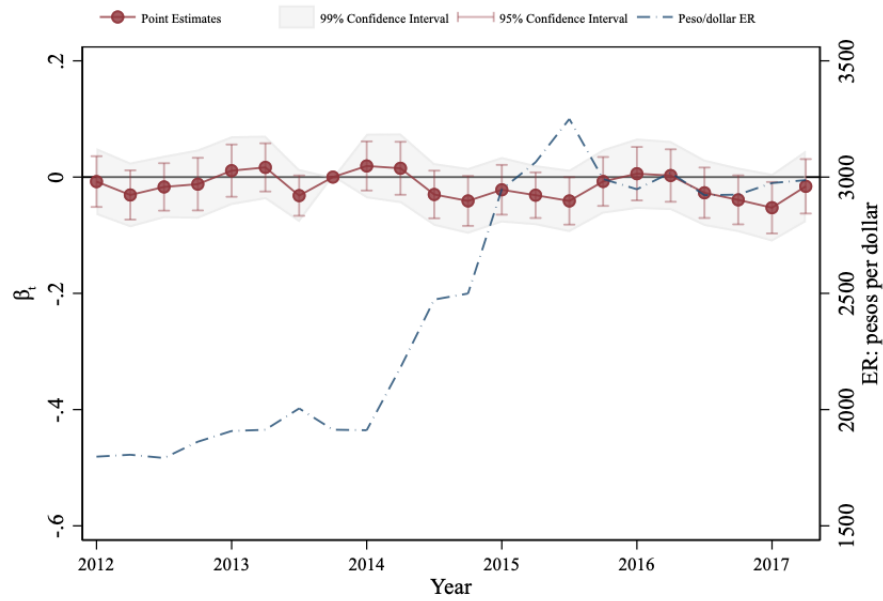 Point Estimates 99% Confidence Interval 95% Confidence Interval Peso/dollar ER
.2
0
-.2
-.4
-.6
βt
3500
3000
2500
2000
1500
ER: pesos per dollar
2012 2013 2014 2015 2016 2017
Year